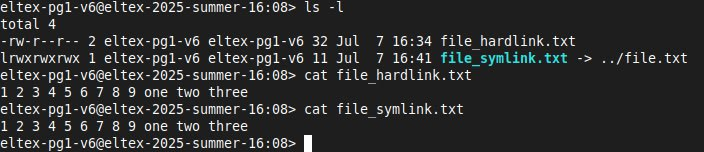 eltex-pg1-v6@eltex-2025-summer-16:08> ls -l
total 4
-rw-r--r-- 2 eltex-pg1-v6 eltex-pg1-v6 32 Jul  7 16:34 file_hardlink.txt
lrwxrwxrwx 1 eltex-pg1-v6 eltex-pg1-v6 11 Jul  7 16:41 file_symlink.txt -> ../file.txt
eltex-pg1-v6@eltex-2025-summer-16:08> cat file_hardlink.txt
1 2 3 4 5 6 7 8 9 one two three
eltex-pg1-v6@eltex-2025-summer-16:08> cat file_symlink.txt
1 2 3 4 5 6 7 8 9 one two three
eltex-pg1-v6@eltex-2025-summer-16:08>